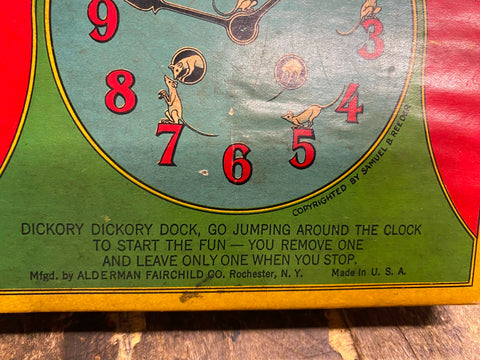 9
3
8
4
7
5
6
COPYRIGHTED BY SAMUEL B. REEDER
DICKORY DICKORY DOCK, GO JUMPING AROUND THE CLOCK
TO START THE FUN — YOU REMOVE ONE
AND LEAVE ONLY ONE WHEN YOU STOP.
Mfgd. by ALDERMAN FAIRCHILD CO. Rochester, N. Y. Made in U. S. A.